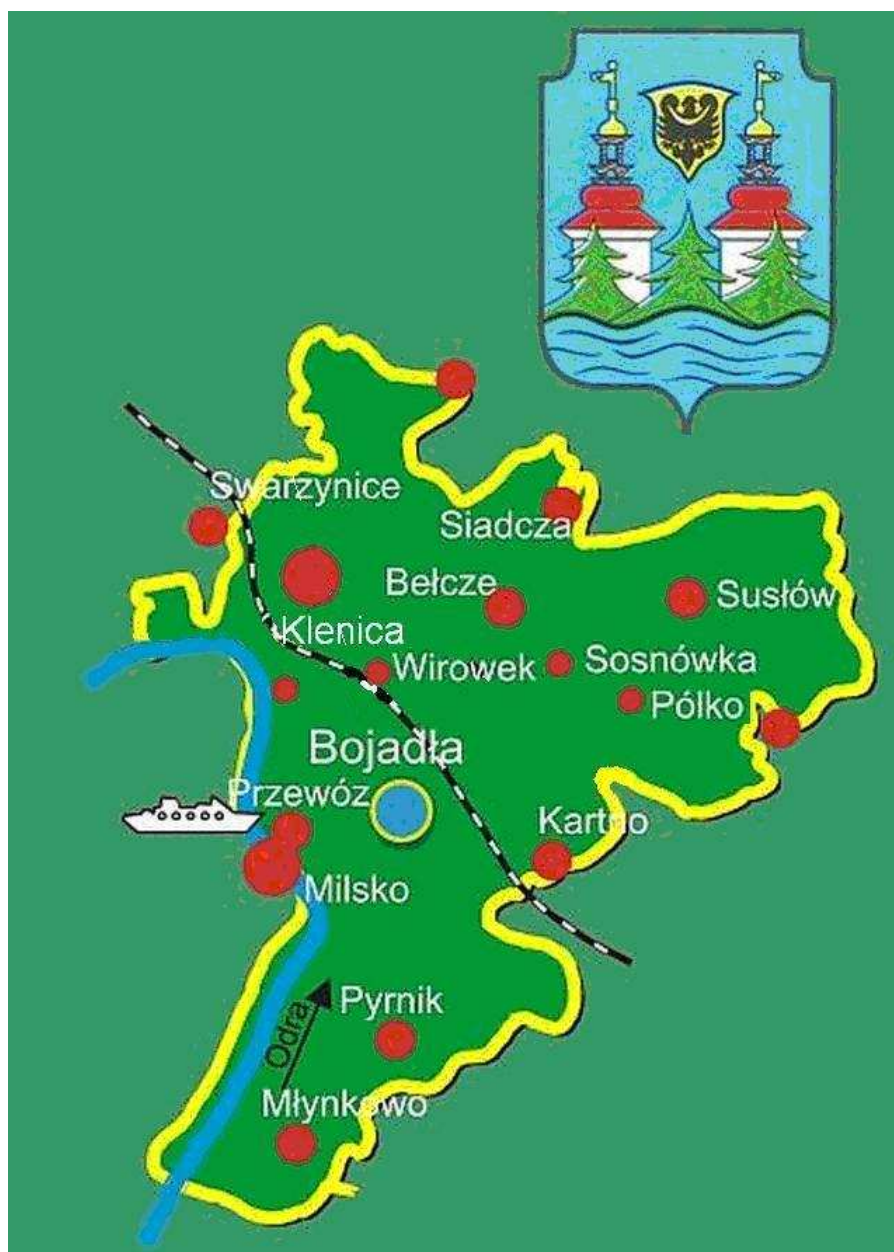 Swarzynice
Siadcza
Bełcze
Susłów
Klenica
Wirowek
Sosnówka
Pólko
Bojadła
Przewóz
Kartno
Milsko
Pyrnik
Odra
Młynkowo